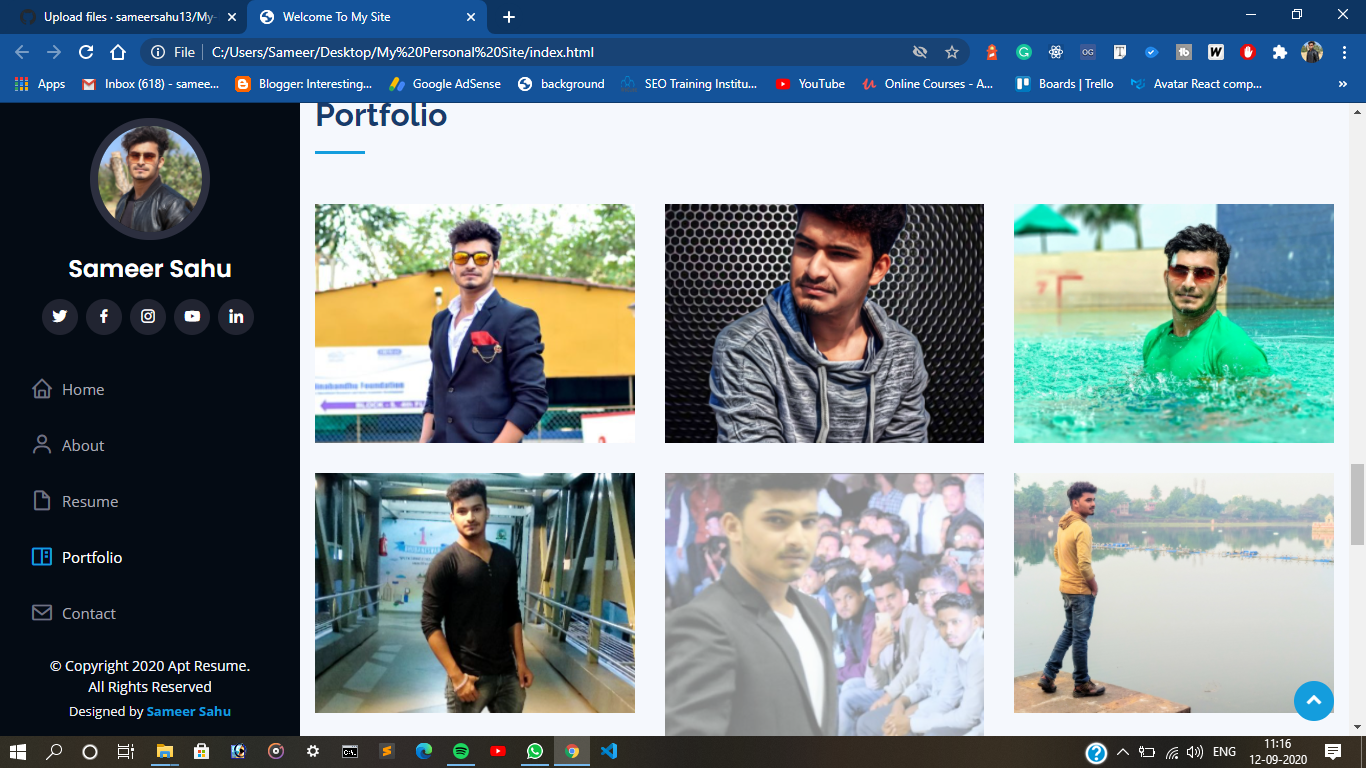 Upload files · sameersahu13/My-
Welcome To My Site
File
C:/Users/Sameer/Desktop/My%20Personal%20Site/index.html
Apps
Inbox (618) - samee...
Blogger: Interesting...
Google AdSense
background
SEO Training Institu...
YouTube
Online Courses - A...
Boards | Trello
Avatar React comp...
»
Sameer Sahu
Home
About
Resume
Portfolio
Contact
© Copyright 2020 Apt Resume.
All Rights Reserved
Designed by Sameer Sahu
Portfolio
ENG
11:16
12-09-2020